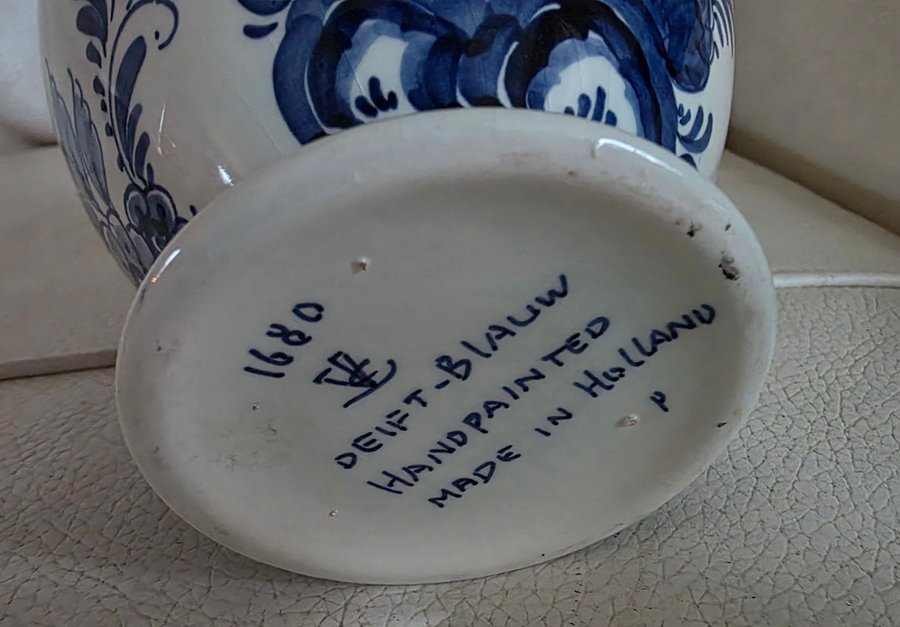 1680
DElFT-BlAUW
HANDPAINTED
MADE IN HOLLAND
P